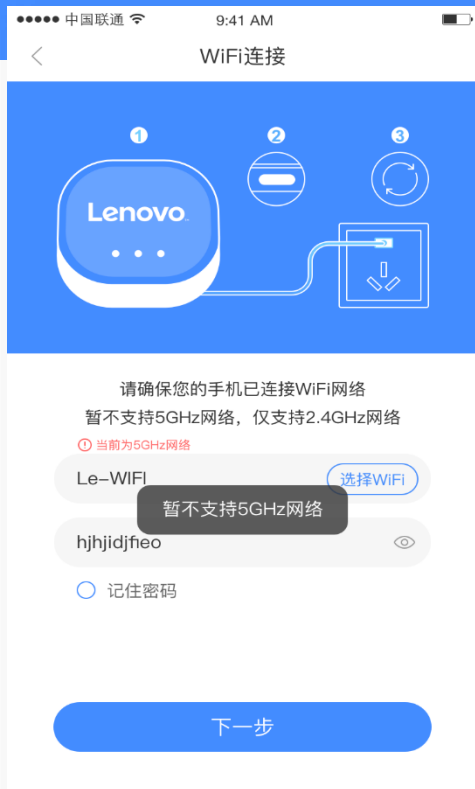 中国联通 9:41 AM
WiFi连接
1 2 3
Lenovo
请确保您的手机已连接WiFi网络
暂不支持5GHz网络，仅支持2.4GHz网络
当前为5GHz网络
Le-WIFI 选择WiFi
暂不支持5GHz网络
hjhjidjfieo
记住密码
下一步